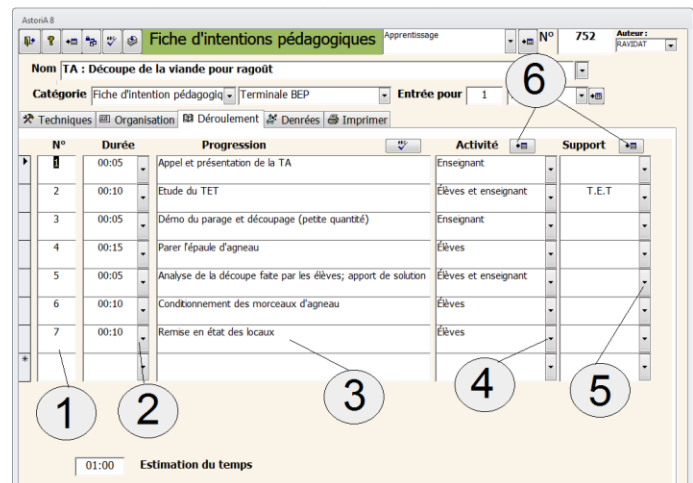 AstoriA 8
Fiche d'intentions pédagogiques Apprentissage N° 752 Auteur : RAVIDAT
Nom TA : Découpe de la viande pour ragoût
6
Catégorie Fiche d'intention pédagogiq Terminale BEP Entrée pour 1
Techniques Organisation Déroulement Denrées Imprimer
N° Durée Progression Activité Support
1 00:05 Appel et présentation de la TA Enseignant
2 00:10 Etude du TET Élèves et enseignant T.E.T
3 00:05 Démo du parage et découpage (petite quantité) Enseignant
4 00:15 Parer l'épaule d'agneau Élèves
5 00:05 Analyse de la découpe faite par les élèves; apport de solution Élèves et enseignant
6 00:10 Conditionnement des morceaux d'agneau Élèves
7 00:10 Remise en état des locaux Élèves
1 2 3 4 5
01:00 Estimation du temps